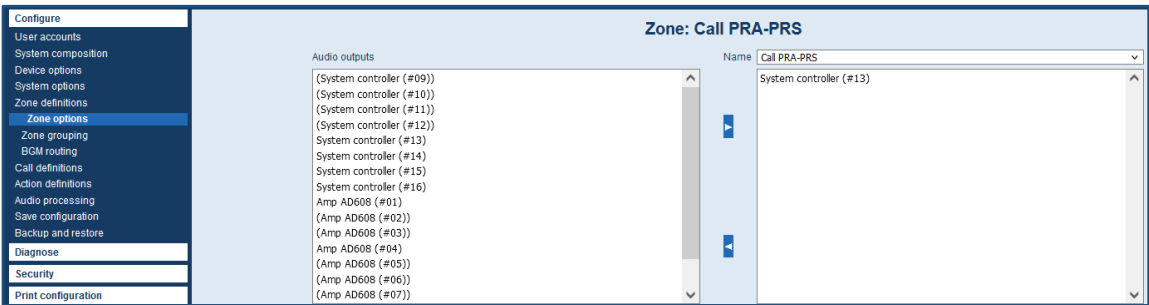 Configure
User accounts
System composition
Device options
System options
Zone definitions
Zone options
Zone grouping
BGM routing
Call definitions
Action definitions
Audio processing
Save configuration
Backup and restore
Diagnose
Security
Print configuration
Zone: Call PRA-PRS
Audio outputs
(System controller (#09))
(System controller (#10))
(System controller (#11))
(System controller (#12))
System controller (#13)
System controller (#14)
System controller (#15)
System controller (#16)
Amp AD608 (#01)
(Amp AD608 (#02))
(Amp AD608 (#03))
Amp AD608 (#04)
(Amp AD608 (#05))
(Amp AD608 (#06))
(Amp AD608 (#07))
Name Call PRA-PRS
System controller (#13)